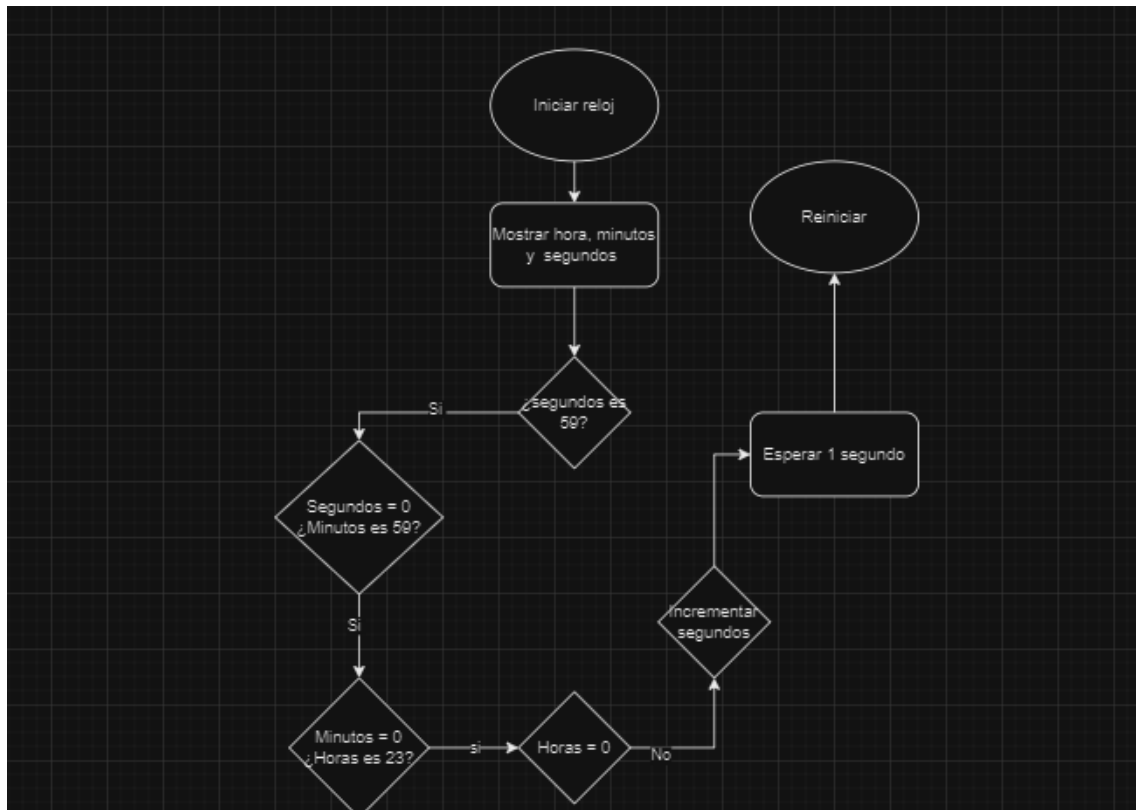 Iniciar reloj
Mostrar hora, minutos
y segundos
Reiniciar
¿segundos es
59?
Si
Esperar 1 segundo
Segundos = 0
¿Minutos es 59?
Si
Incrementar
segundos
Minutos = 0
¿Horas es 23?
si
Horas = 0
No